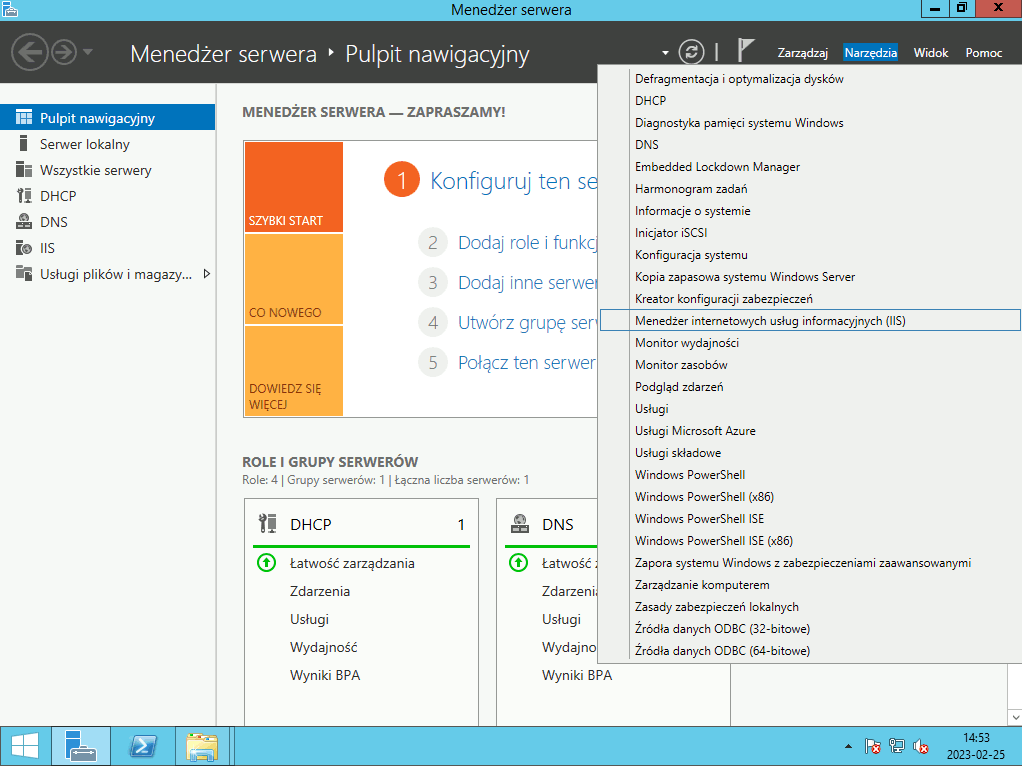 Menedżer serwera
Menedżer serwera
Pulpit nawigacyjny
Zarządzaj
Narzędzia
Widok
Pomoc
Pulpit nawigacyjny
Serwer lokalny
Wszystkie serwery
DHCP
DNS
IIS
Usługi plików i magazy...
MENEDŻER SERWERA — ZAPRASZAMY!
SZYBKI START
CO NOWEGO
DOWIEDZ SIĘ
WIĘCEJ
1 Konfiguruj ten se
2 Dodaj role i funkcj
3 Dodaj inne serwer
4 Utwórz grupę serw
5 Połącz ten serwer
ROLE I GRUPY SERWERÓW
Role: 4 | Grupy serwerów: 1 | Łączna liczba serwerów: 1
DHCP 1
Łatwość zarządzania
Zdarzenia
Usługi
Wydajność
Wyniki BPA
DNS
Łatwość z
Zdarzenia
Usługi
Wydajno
Wyniki BPA
Defragmentacja i optymalizacja dysków
DHCP
Diagnostyka pamięci systemu Windows
DNS
Embedded Lockdown Manager
Harmonogram zadań
Informacje o systemie
Inicjator iSCSI
Konfiguracja systemu
Kopia zapasowa systemu Windows Server
Kreator konfiguracji zabezpieczeń
Menedżer internetowych usług informacyjnych (IIS)
Monitor wydajności
Monitor zasobów
Podgląd zdarzeń
Usługi
Usługi Microsoft Azure
Usługi składowe
Windows PowerShell
Windows PowerShell (x86)
Windows PowerShell ISE
Windows PowerShell ISE (x86)
Zapora systemu Windows z zabezpieczeniami zaawansowanymi
Zarządzanie komputerem
Zasady zabezpieczeń lokalnych
Źródła danych ODBC (32-bitowe)
Źródła danych ODBC (64-bitowe)
14:53
2023-02-25